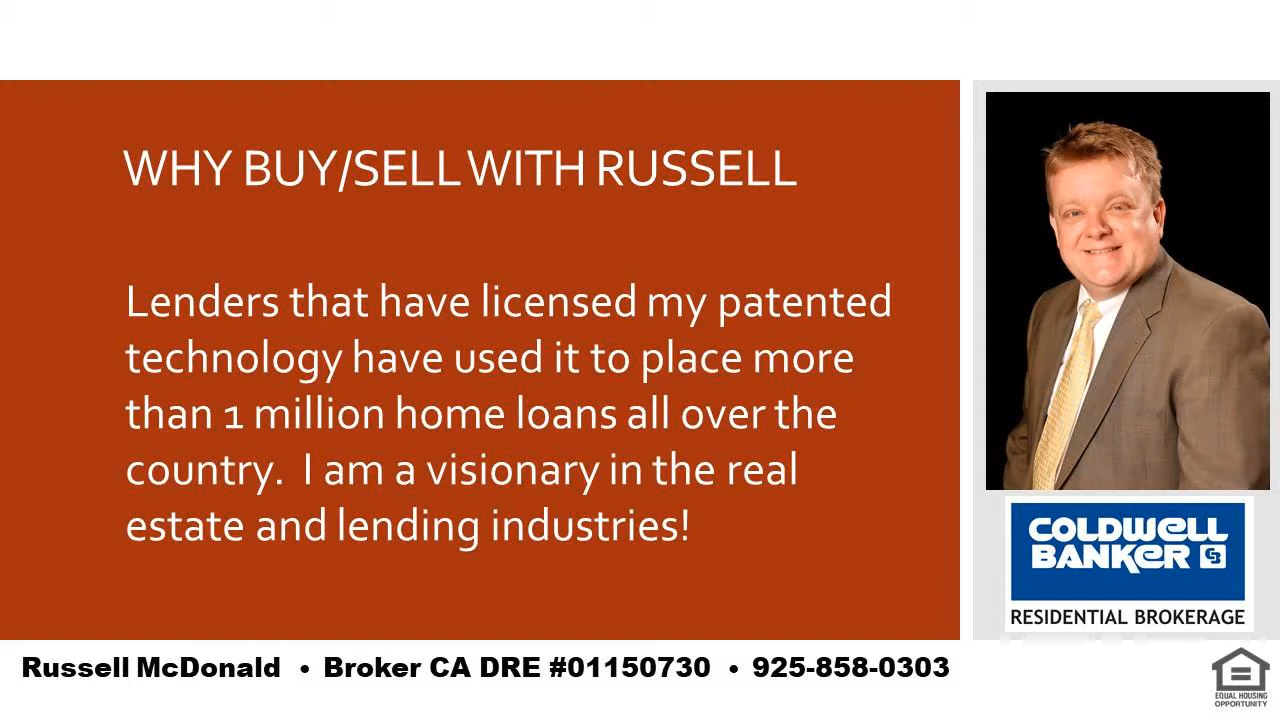 WHY BUY/SELL WITH RUSSELL
Lenders that have licensed my patented
technology have used it to place more
than 1 million home loans all over the
country.  I am a visionary in the real
estate and lending industries!
COLDWELL
BANKER CB
RESIDENTIAL BROKERAGE
Russell McDonald • Broker CA DRE #01150730 • 925-858-0303
EQUAL HOUSING
OPPORTUNITY